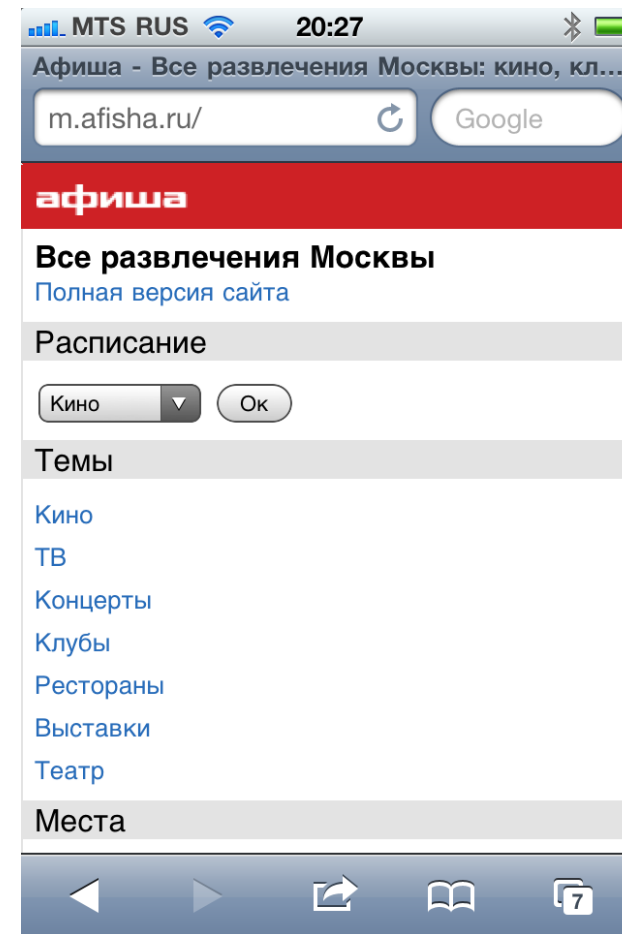 MTS RUS 20:27
Афиша - Все развлечения Москвы: кино, кл...
m.afisha.ru/ Google
афиша
Все развлечения Москвы
Полная версия сайта
Расписание
Кино Ок
Темы
Кино
ТВ
Концерты
Клубы
Рестораны
Выставки
Театр
Места
7